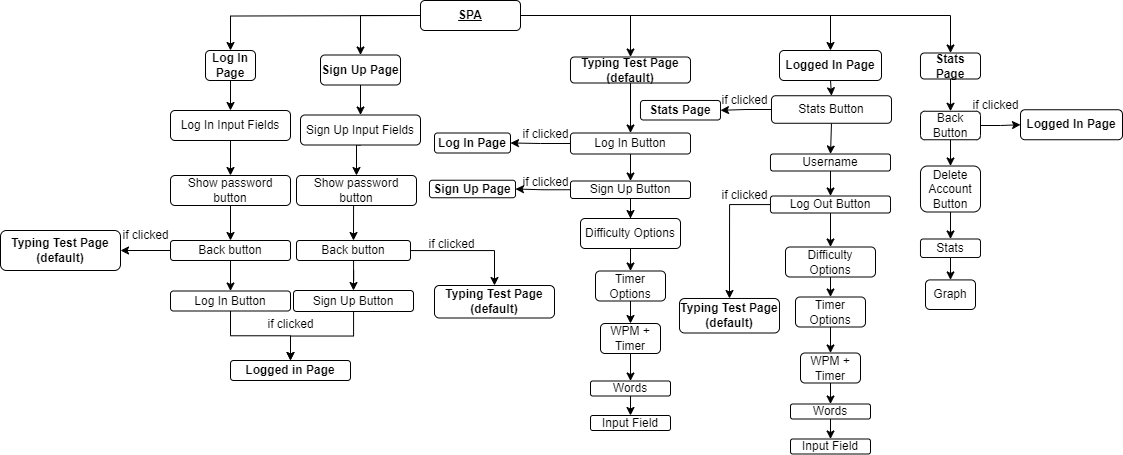 SPA
Log In
Page
Log In Input Fields
Show password
button
Back button
if clicked
Typing Test Page
(default)
Log In Button
Sign Up Page
Sign Up Input Fields
Show password
button
Back button
if clicked
Typing Test Page
(default)
Sign Up Button
if clicked
Logged in Page
Typing Test Page
(default)
Log In Button
if clicked
Log In Page
Sign Up Button
if clicked
Sign Up Page
Difficulty Options
Timer
Options
WPM +
Timer
Words
Input Field
Logged In Page
Stats Button
if clicked
Stats Page
Username
Log Out Button
if clicked
Typing Test Page
(default)
Difficulty
Options
Timer
Options
WPM +
Timer
Words
Input Field
Stats
Page
Back
Button
if clicked
Logged In Page
Delete
Account
Button
Stats
Graph